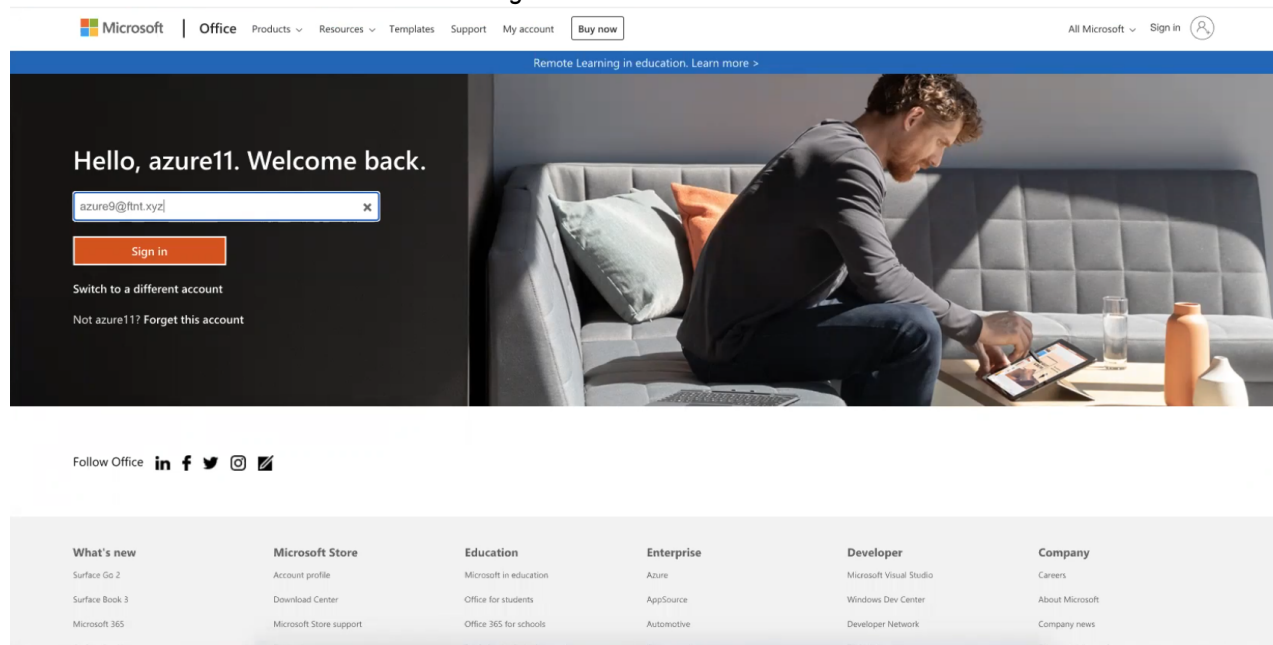 Microsoft Office Products Resources Templates Support My account Buy now All Microsoft Sign in
Remote Learning in education. Learn more >
Hello, azure11. Welcome back.
azure9@ftnt.xyz
Sign in
Switch to a different account
Not azure11? Forget this account
Follow Office
What's new Microsoft Store Education Enterprise Developer Company
Surface Go 2 Account profile Microsoft in education Azure Microsoft Visual Studio Careers
Surface Book 3 Download Center Office for students AppSource Windows Dev Center About Microsoft
Microsoft 365 Microsoft Store support Office 365 for schools Automotive Developer Network Company news